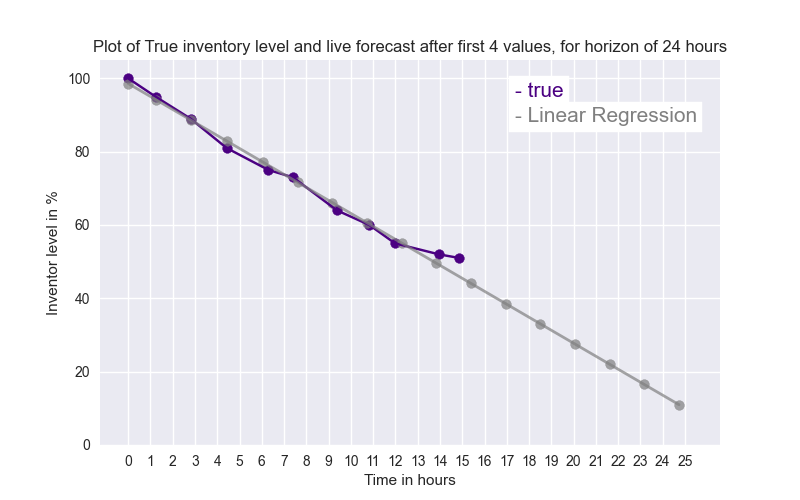 Plot of True inventory level and live forecast after first 4 values, for horizon of 24 hours
- true
- Linear Regression
Inventor level in %
100
80
60
40
20
0
0 1 2 3 4 5 6 7 8 9 10 11 12 13 14 15 16 17 18 19 20 21 22 23 24 25
Time in hours